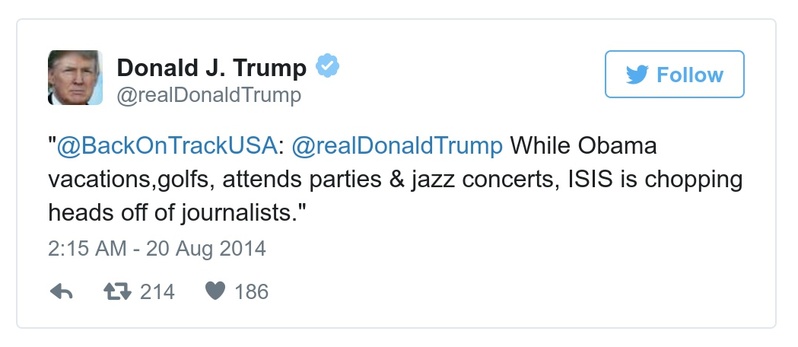 Donald J. Trump
@realDonaldTrump
Follow
"@BackOnTrackUSA: @realDonaldTrump While Obama
vacations,golfs, attends parties & jazz concerts, ISIS is chopping
heads off of journalists."
2:15 AM - 20 Aug 2014
214 186